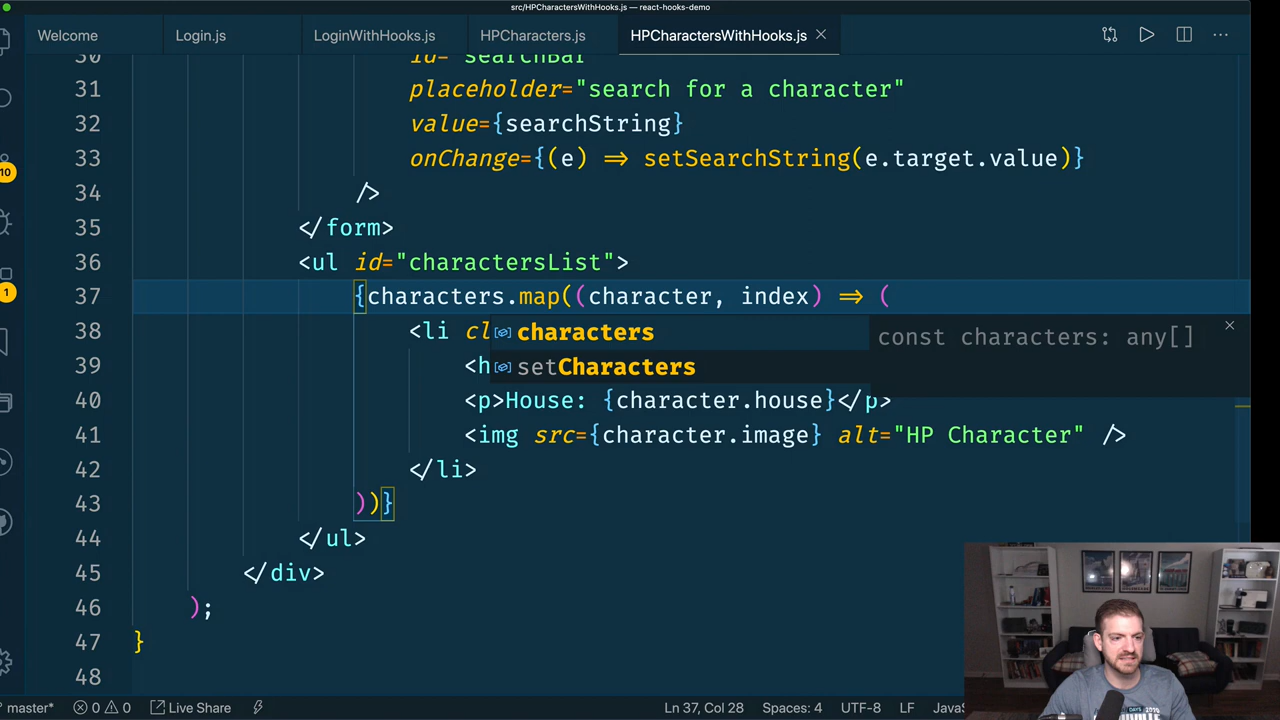 src/HPCharactersWithHooks.js — react-hooks-demo
Welcome
Login.js
LoginWithHooks.js
HPCharacters.js
HPCharactersWithHooks.js
30 id="searchBar"
31 placeholder="search for a character"
32 value={searchString}
33 onChange={(e) => setSearchString(e.target.value)}
34 />
35 </form>
36 <ul id="charactersList">
37 {characters.map((character, index) => (
38 <li cl
characters
const characters: any[]
39 <h
setCharacters
40 <p>House: {character.house}</p>
41 <img src={character.image} alt="HP Character" />
42 </li>
43 ))}
44 </ul>
45 </div>
46 );
47 }
48
10
1
master*
0
0
Live Share
Ln 37, Col 28
Spaces: 4
UTF-8
LF
JavaS